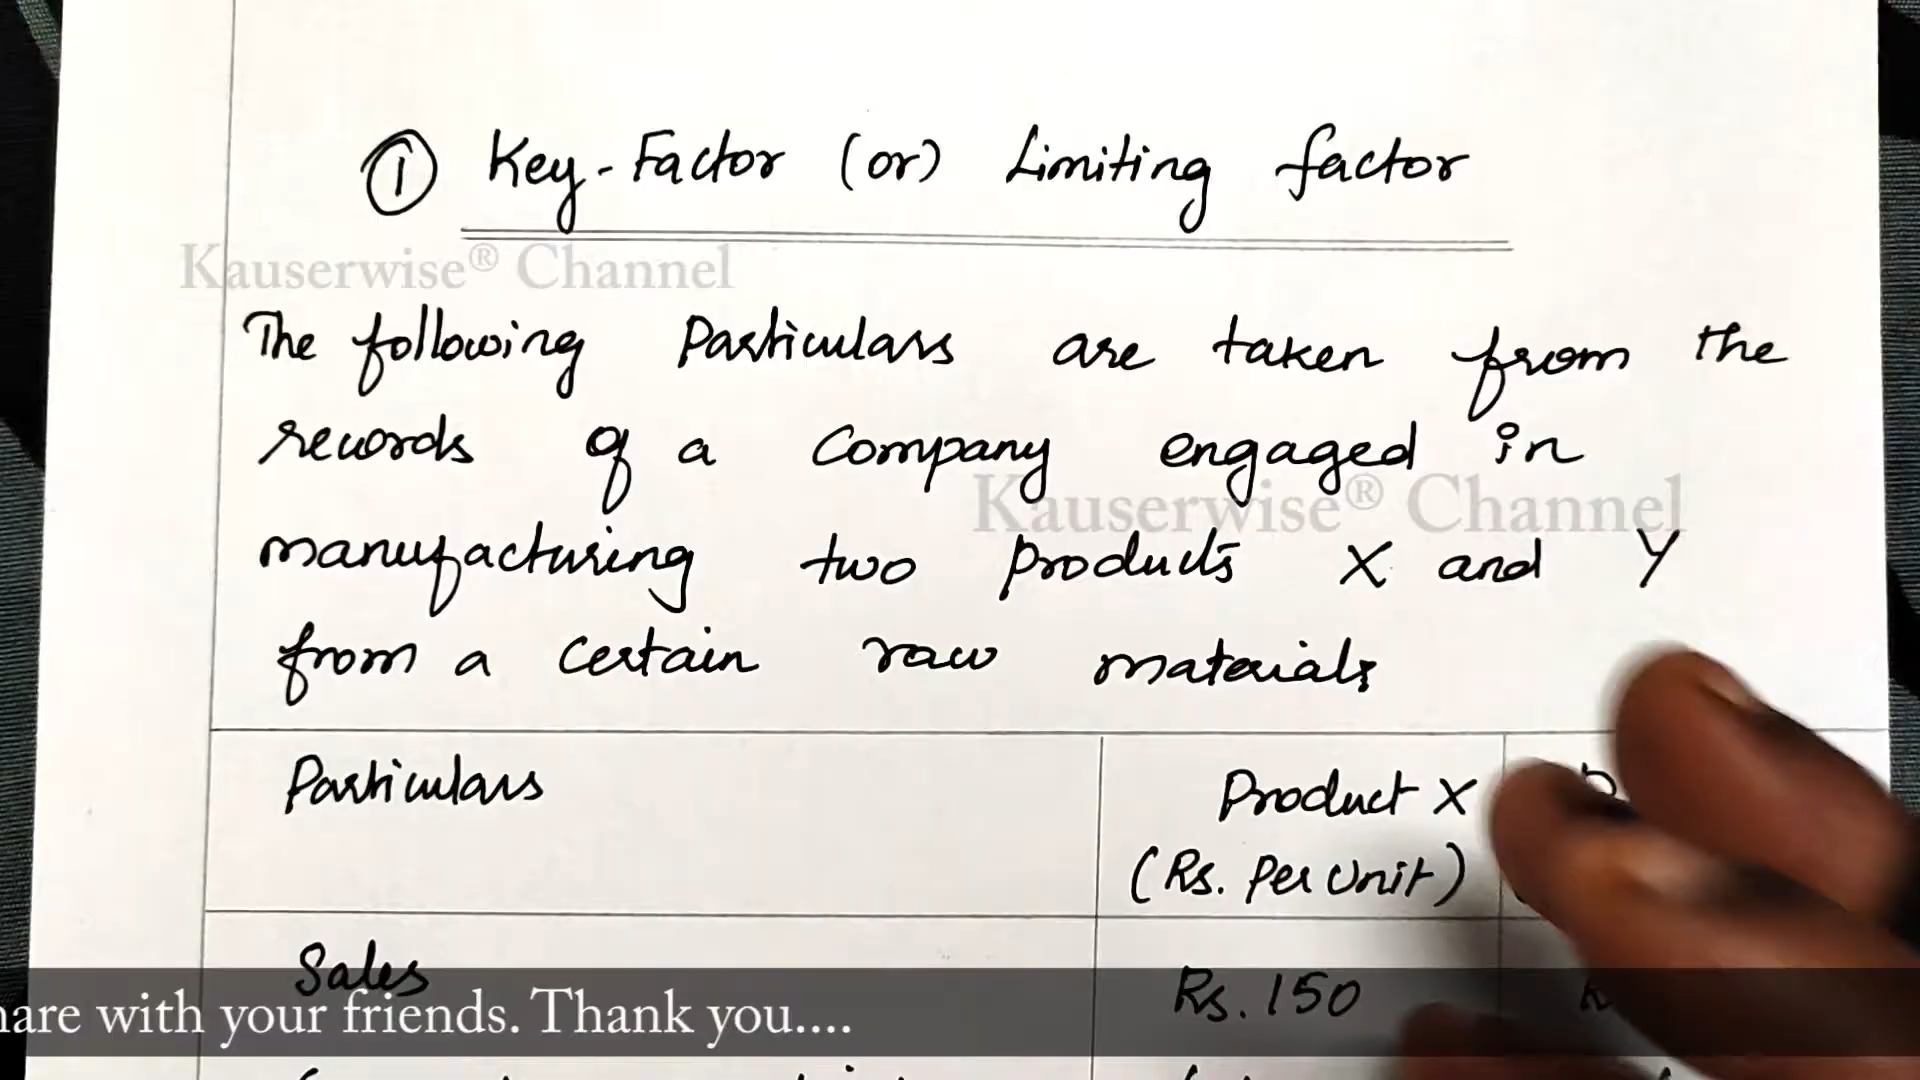 ① Key-Factor (or) Limiting factor
Kauserwise® Channel
The following Particulars are taken from the
records of a company engaged in
Kauserwise® Channel
manufacturing two products X and Y
from a certain raw materials
Particulars
Product X
(Rs. Per Unit)
Sales
Rs. 150
with your friends. Thank you....